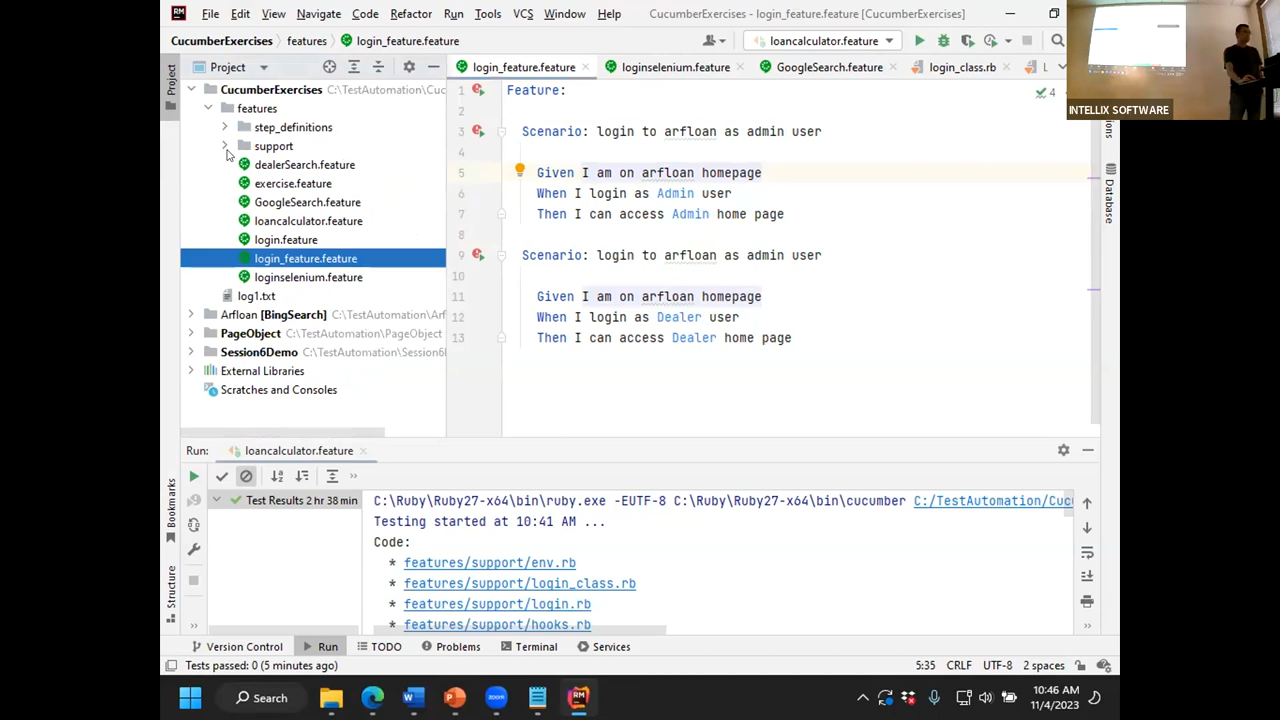 File Edit View Navigate Code Refactor Run Tools VCS Window Help CucumberExercises - login_feature.feature [CucumberExercises]
CucumberExercises features login_feature.feature loancalculator.feature
INTELLIX SOFTWARE
Project
Project
login_feature.feature loginselenium.feature GoogleSearch.feature login_class.rb L
CucumberExercises C:\TestAutomation\Cuc
features
step_definitions
support
dealerSearch.feature
exercise.feature
GoogleSearch.feature
loancalculator.feature
login.feature
login_feature.feature
loginselenium.feature
log1.txt
Arfloan [BingSearch] C:\TestAutomation\Arf
PageObject C:\TestAutomation\PageObject
Session6Demo C:\TestAutomation\Session6
External Libraries
Scratches and Consoles
1 Feature: 4
2
3 Scenario: login to arfloan as admin user
4
5 Given I am on arfloan homepage
6 When I login as Admin user
7 Then I can access Admin home page
8
9 Scenario: login to arfloan as admin user
10
11 Given I am on arfloan homepage
12 When I login as Dealer user
13 Then I can access Dealer home page
Database
Run: loancalculator.feature
Test Results 2 hr 38 min
C:\Ruby\Ruby27-x64\bin\ruby.exe -EUTF-8 C:\Ruby\Ruby27-x64\bin\cucumber C:/TestAutomation/Cuc
Testing started at 10:41 AM ...
Code:
* features/support/env.rb
* features/support/login_class.rb
* features/support/login.rb
* features/support/hooks.rb
Bookmarks
Structure
Version Control Run TODO Problems Terminal Services
Tests passed: 0 (5 minutes ago) 5:35 CRLF UTF-8 2 spaces
Search
10:46 AM
11/4/2023